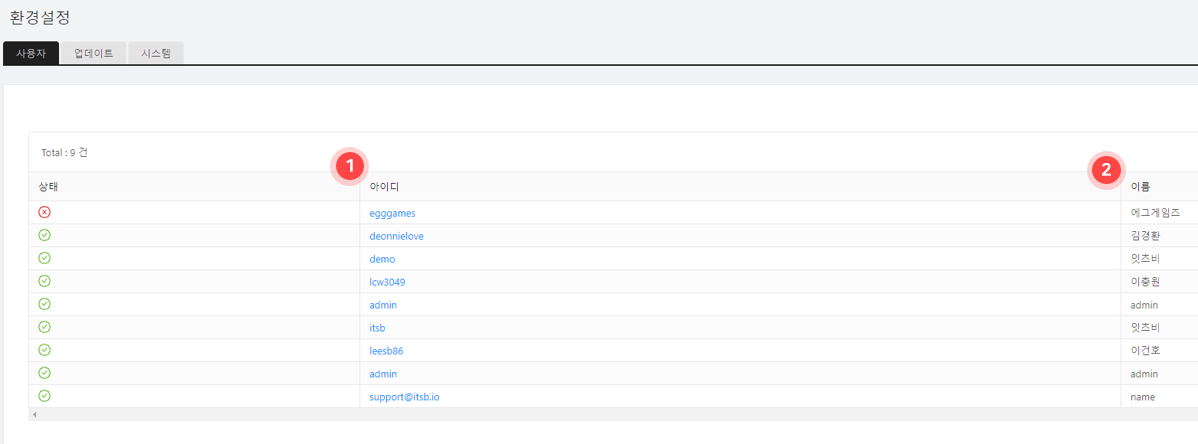 환경설정
사용자 업데이트 시스템
Total : 9 건
1 2
상태 아이디 이름
egggames 에그게임즈
deonnielove 김경환
demo 잇츠비
lcw3049 이충원
admin admin
itsb 잇츠비
leesb86 이건호
admin admin
support@itsb.io name